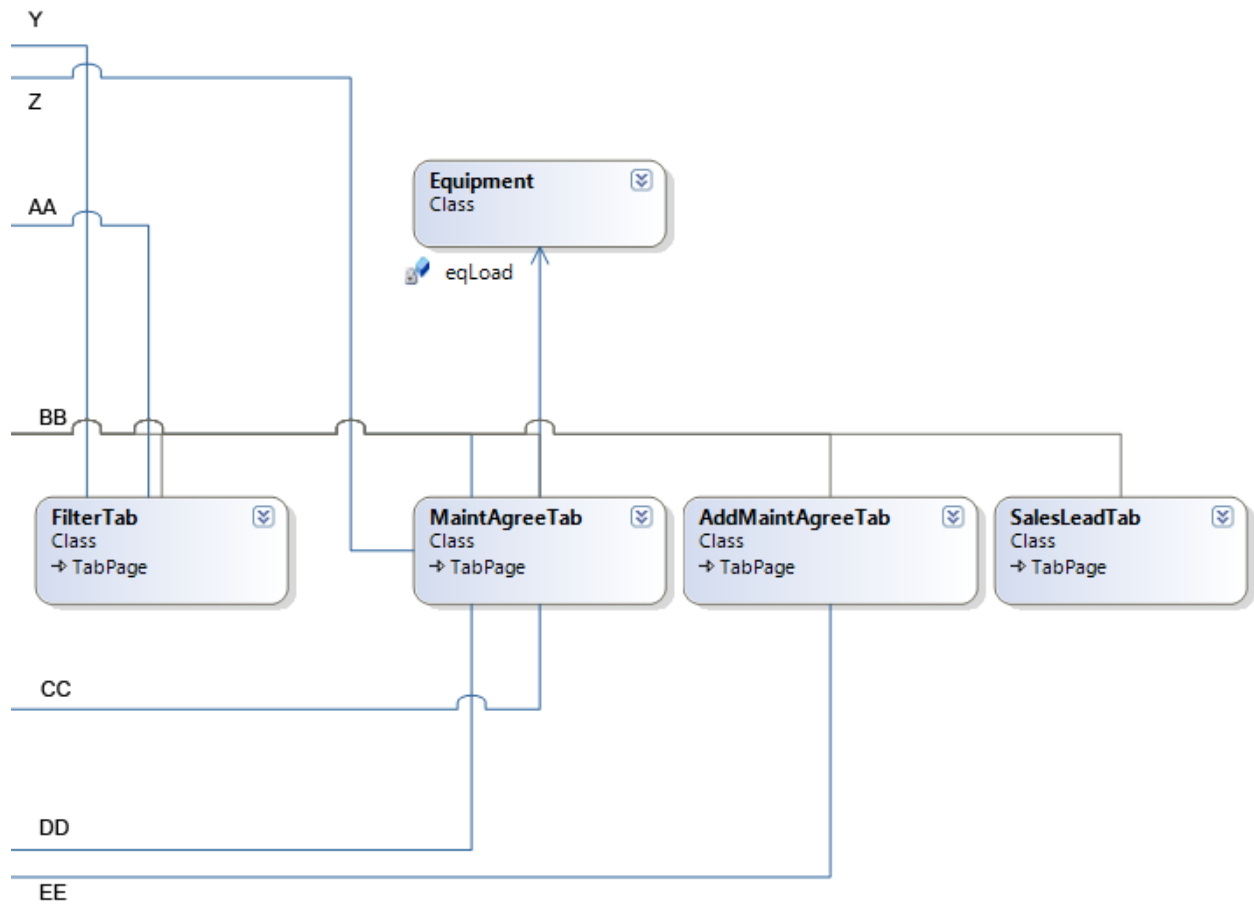 Y
Z
Equipment
Class
AA
eqLoad
BB
FilterTab
Class
TabPage
MaintAgreeTab
Class
TabPage
AddMaintAgreeTab
Class
TabPage
SalesLeadTab
Class
TabPage
CC
DD
EE